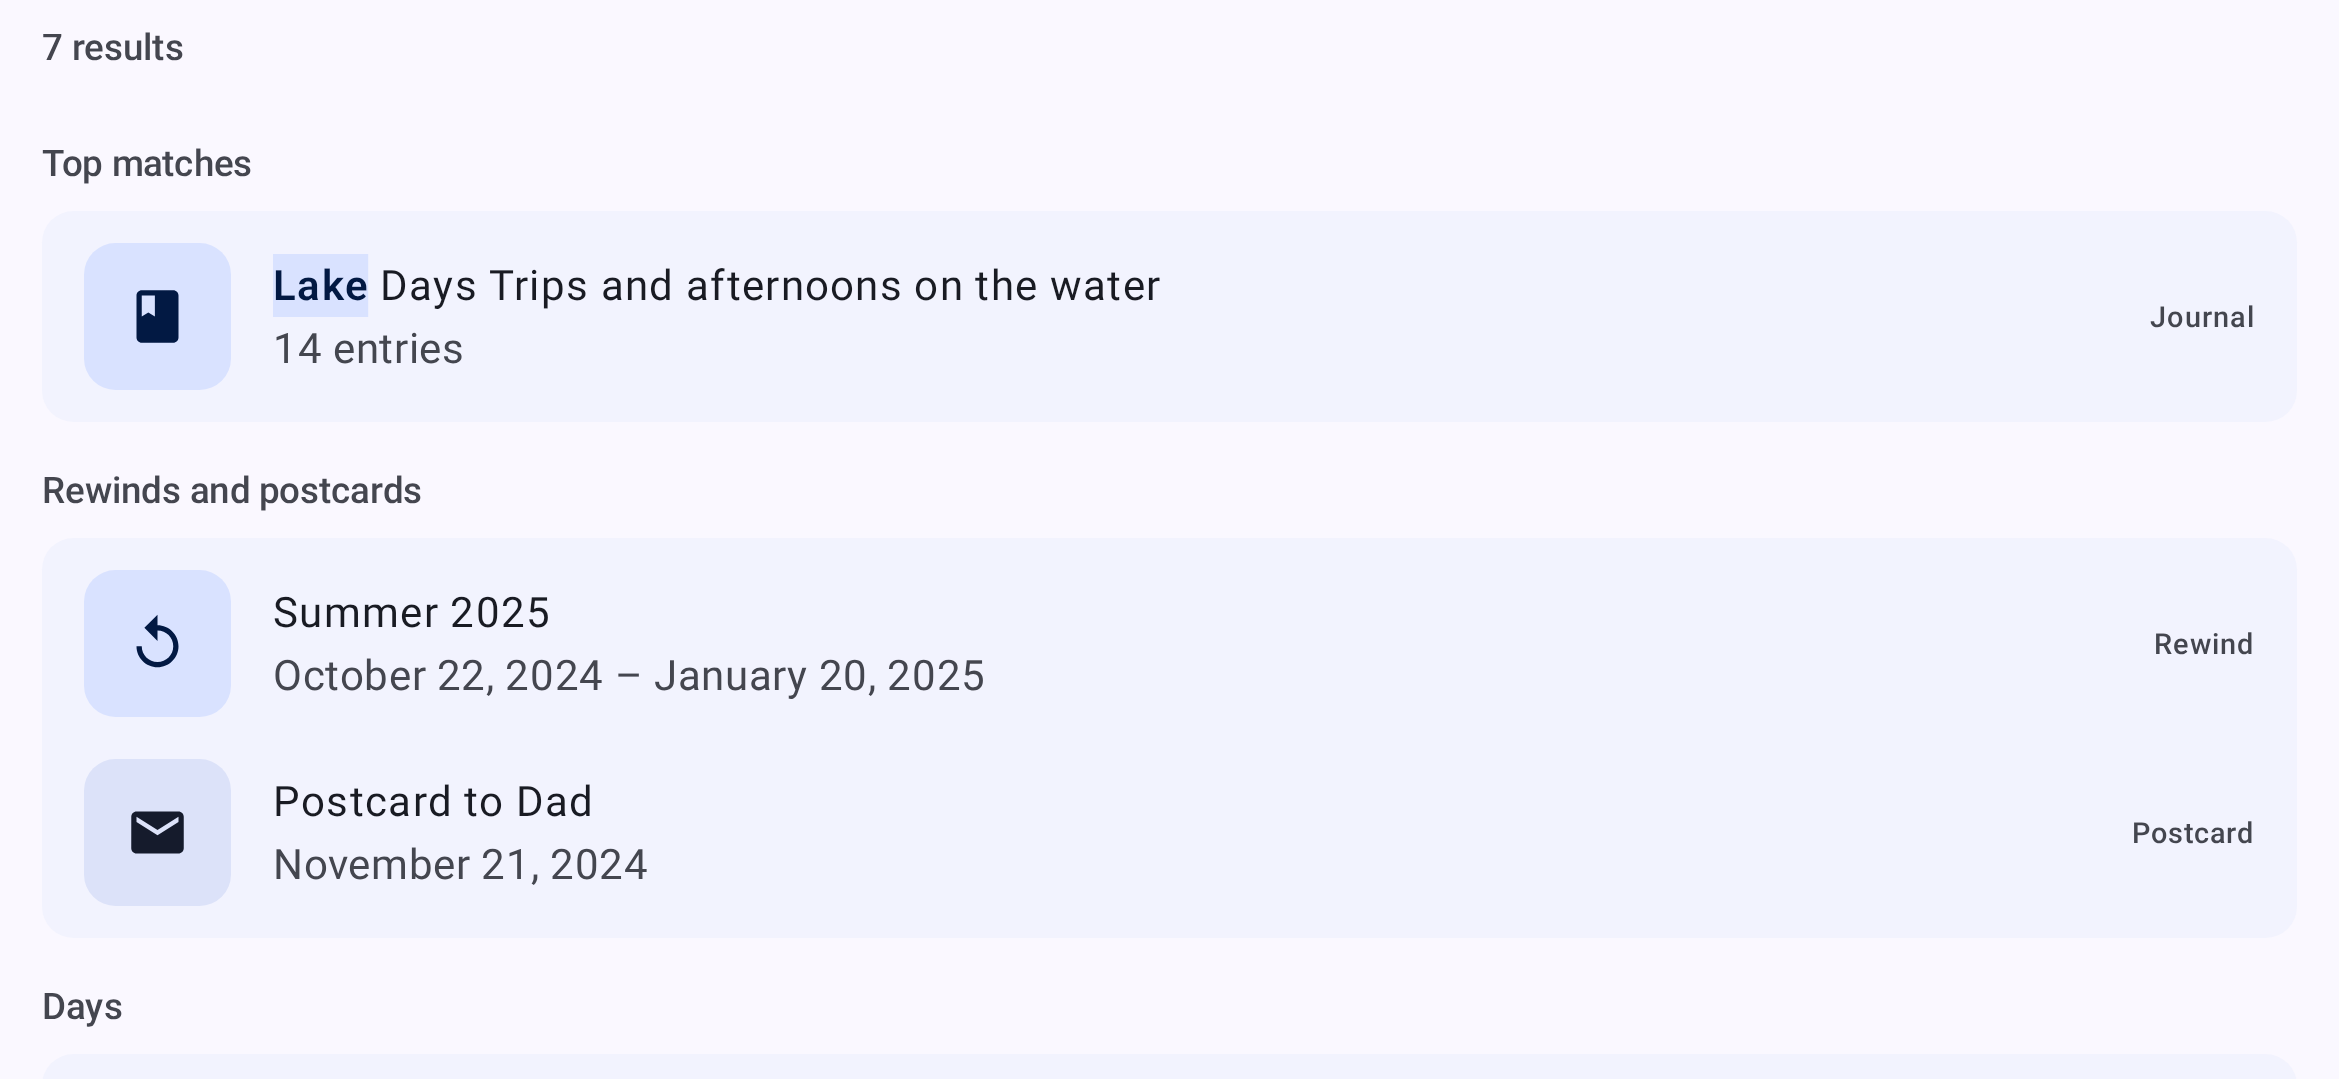 7 results
Top matches
Lake Days Trips and afternoons on the water
14 entries
Journal
Rewinds and postcards
Summer 2025
October 22, 2024 – January 20, 2025
Rewind
Postcard to Dad
November 21, 2024
Postcard
Days